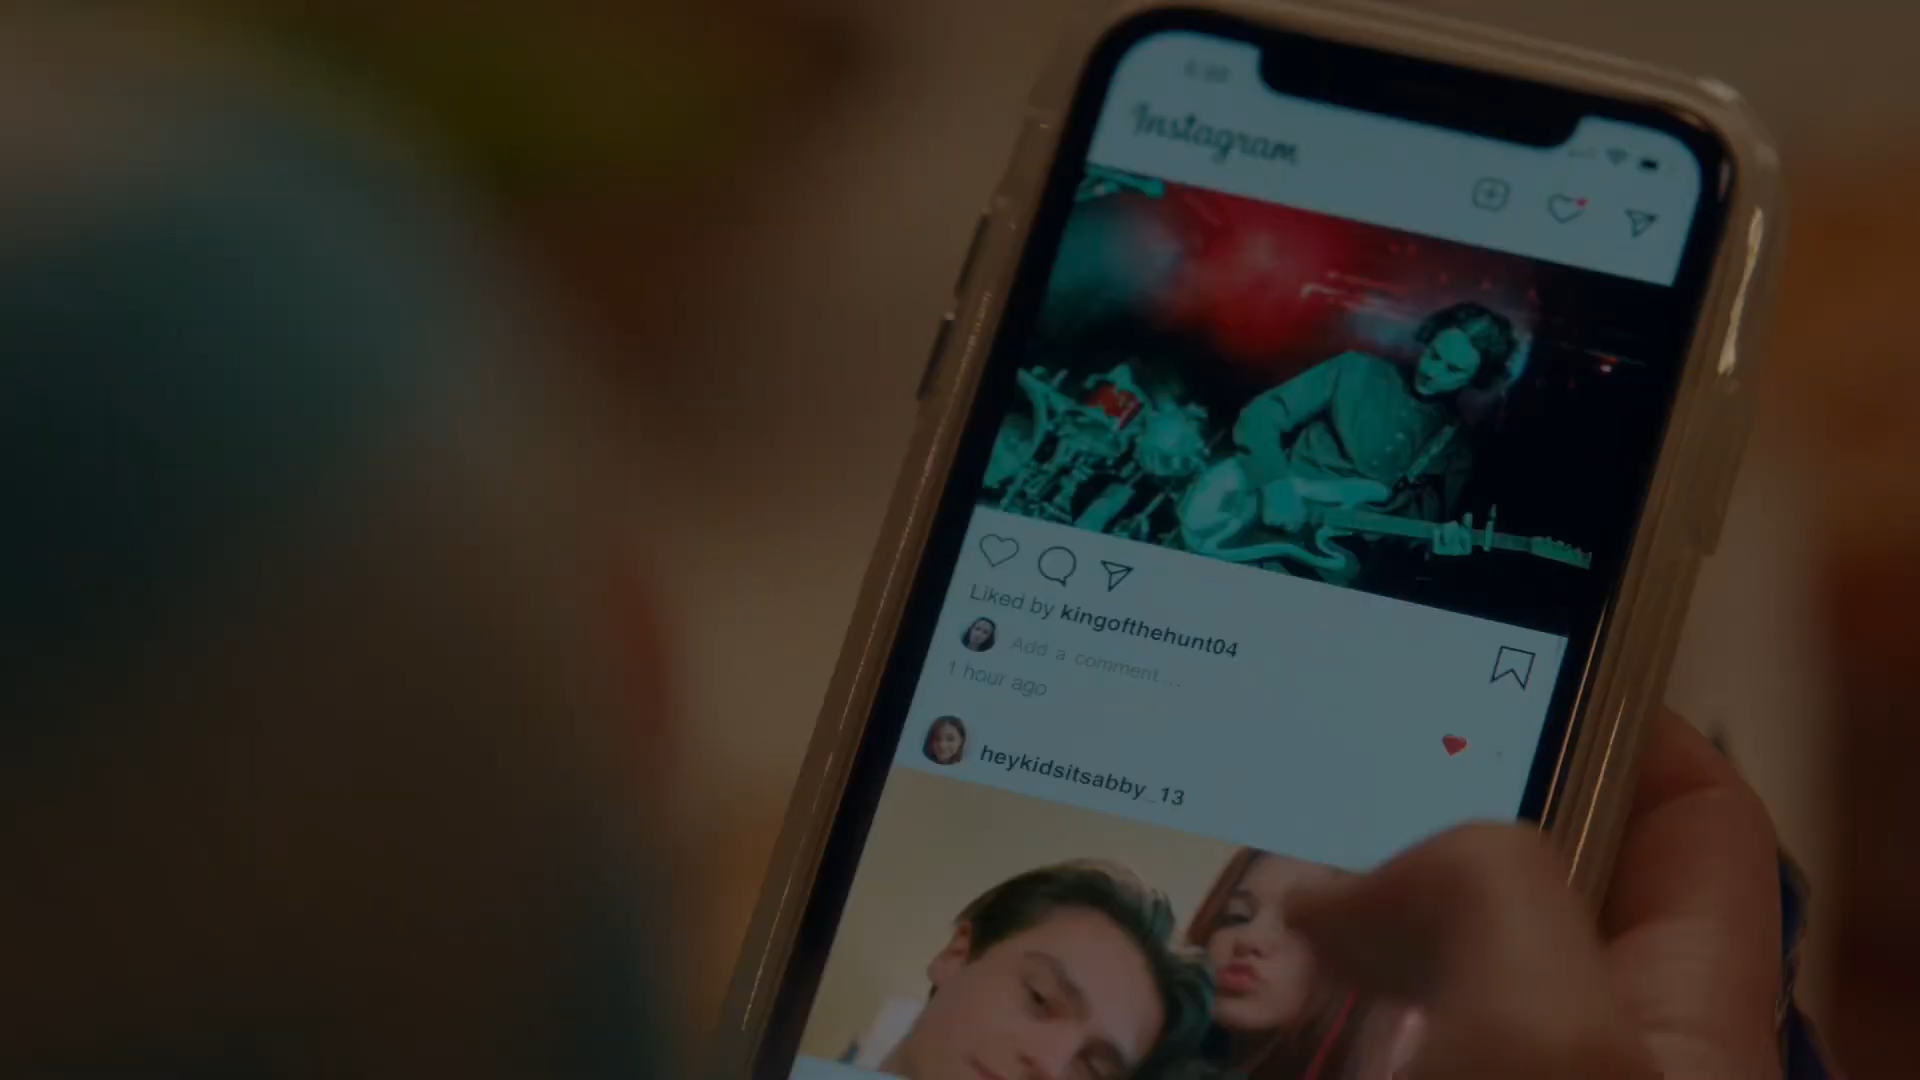 Instagram
Liked by kingofthehunt04
Add a comment...
1 hour ago
heykidsitsabby_13